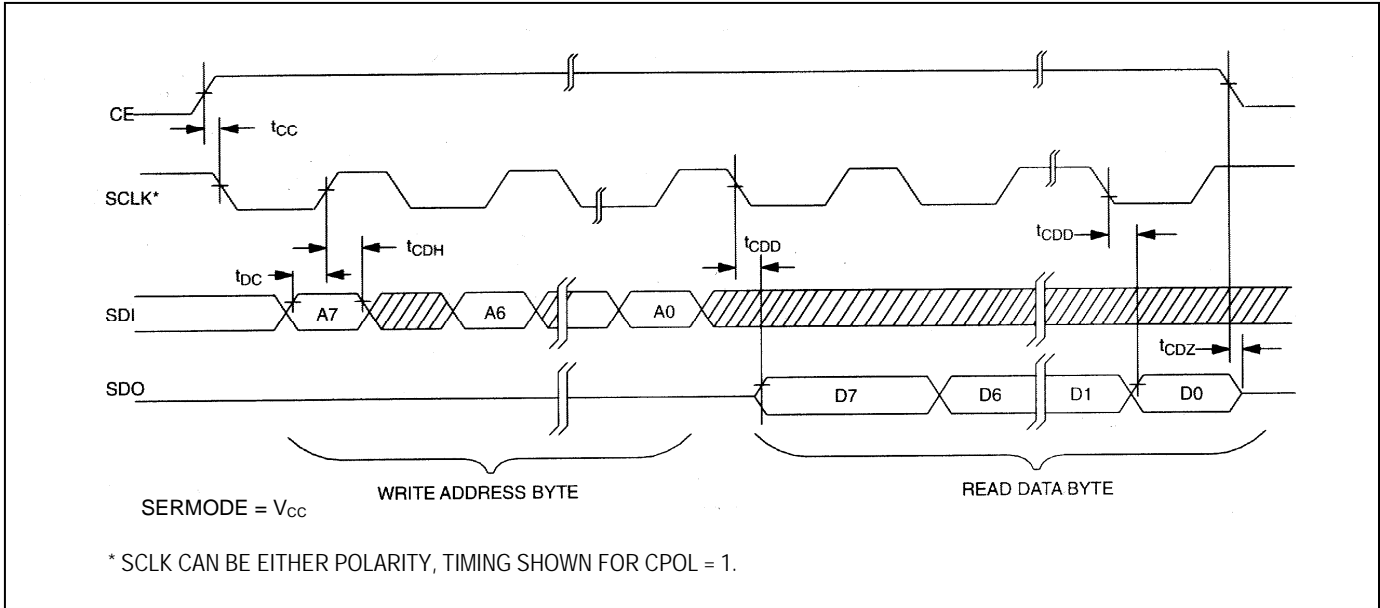 CE
tCC
SCLK*
tCDH
tCDD
tCDD
tDC
SDI
A7
A6
A0
tCDZ
SDO
D7
D6
D1
D0
WRITE ADDRESS BYTE
READ DATA BYTE
SERMODE = VCC
* SCLK CAN BE EITHER POLARITY, TIMING SHOWN FOR CPOL = 1.